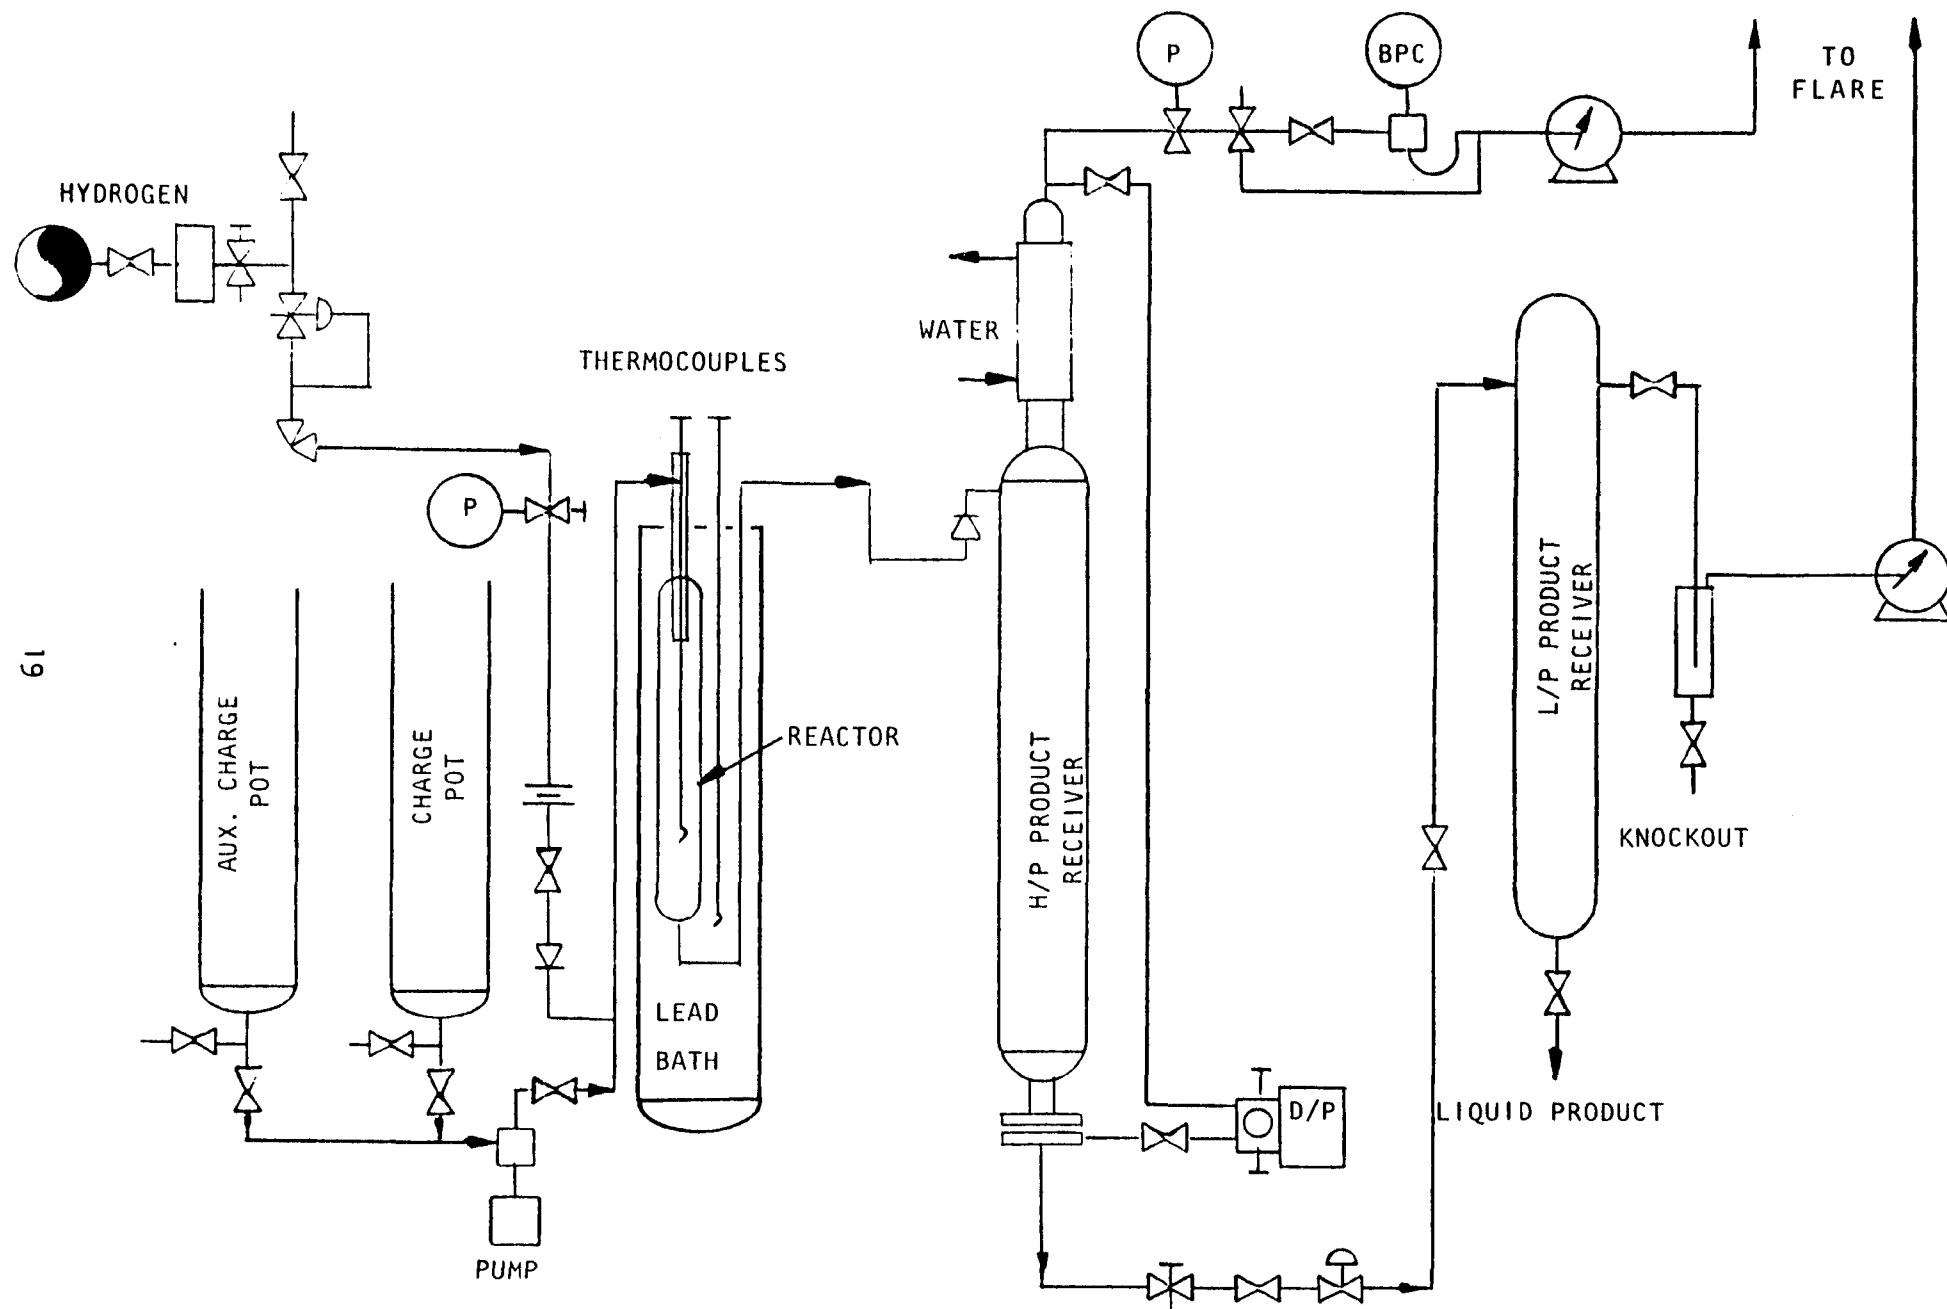 P
BPC
TO
FLARE
HYDROGEN
WATER
THERMOCOUPLES
P
L/P PRODUCT
RECEIVER
19
AUX. CHARGE
POT
CHARGE
POT
REACTOR
H/P PRODUCT
RECEIVER
KNOCKOUT
LEAD
BATH
D/P
LIQUID PRODUCT
PUMP